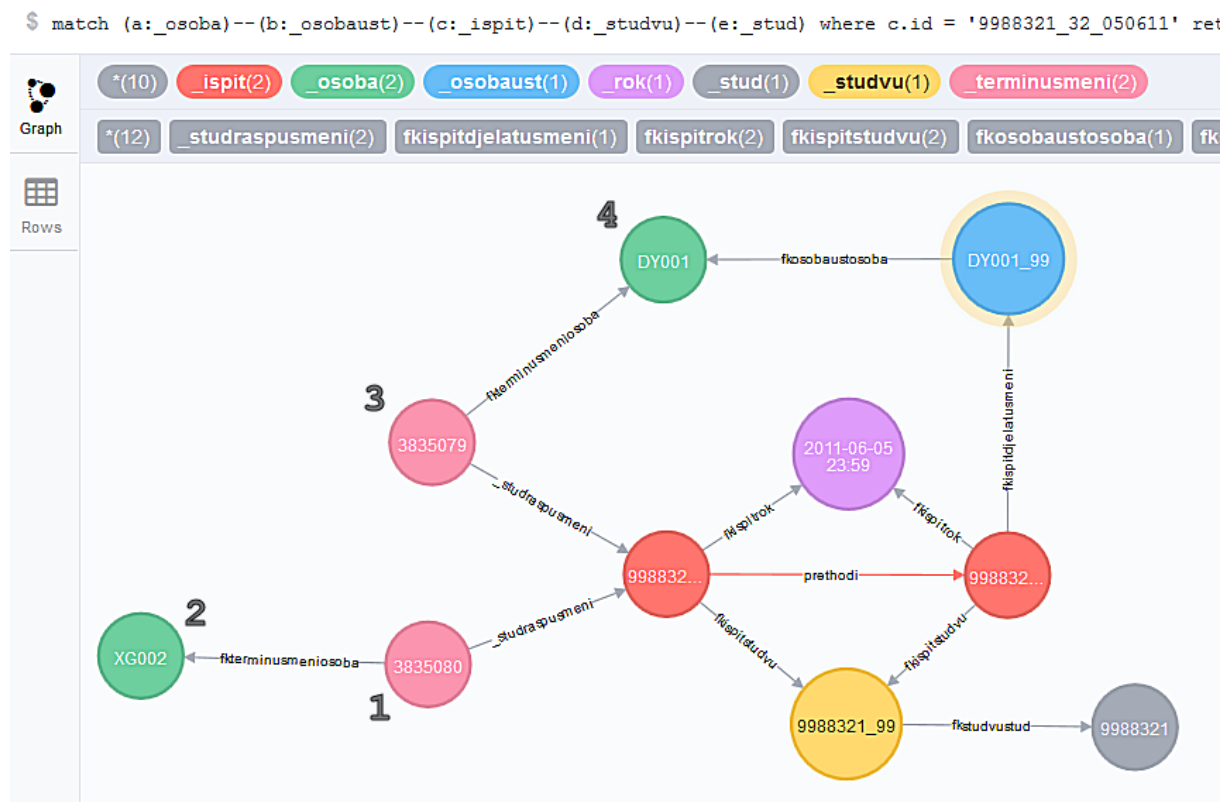 $ match (a:_osoba)--(b:_osobaust)--(c:_ispit)--(d:_studvu)--(e:_stud) where c.id = '9988321_32_050611' ret
*(10) _ispit(2) _osoba(2) _osobaust(1) _rok(1) _stud(1) _studvu(1) _terminusmeni(2)
Graph
*(12) _studraspusmeni(2) fkispitdjelatusmeni(1) fkispitrok(2) fkispitstudvu(2) fkosobaustosoba(1) fk
Rows
4
DY001
fkosobaustosoba
DY001_99
fkterminusmeniosoba
fkispitdjelatusmeni
3
3835079
2011-06-05
23:59
_studraspusmeni
fkispitrok
fkispitrok
998832...
prethodi
998832...
2
_studraspusmeni
fkispitstudvu
fkispitstudvu
XG002
fkterminusmeniosoba
3835080
1
9988321_99
fkstudvustud
9988321